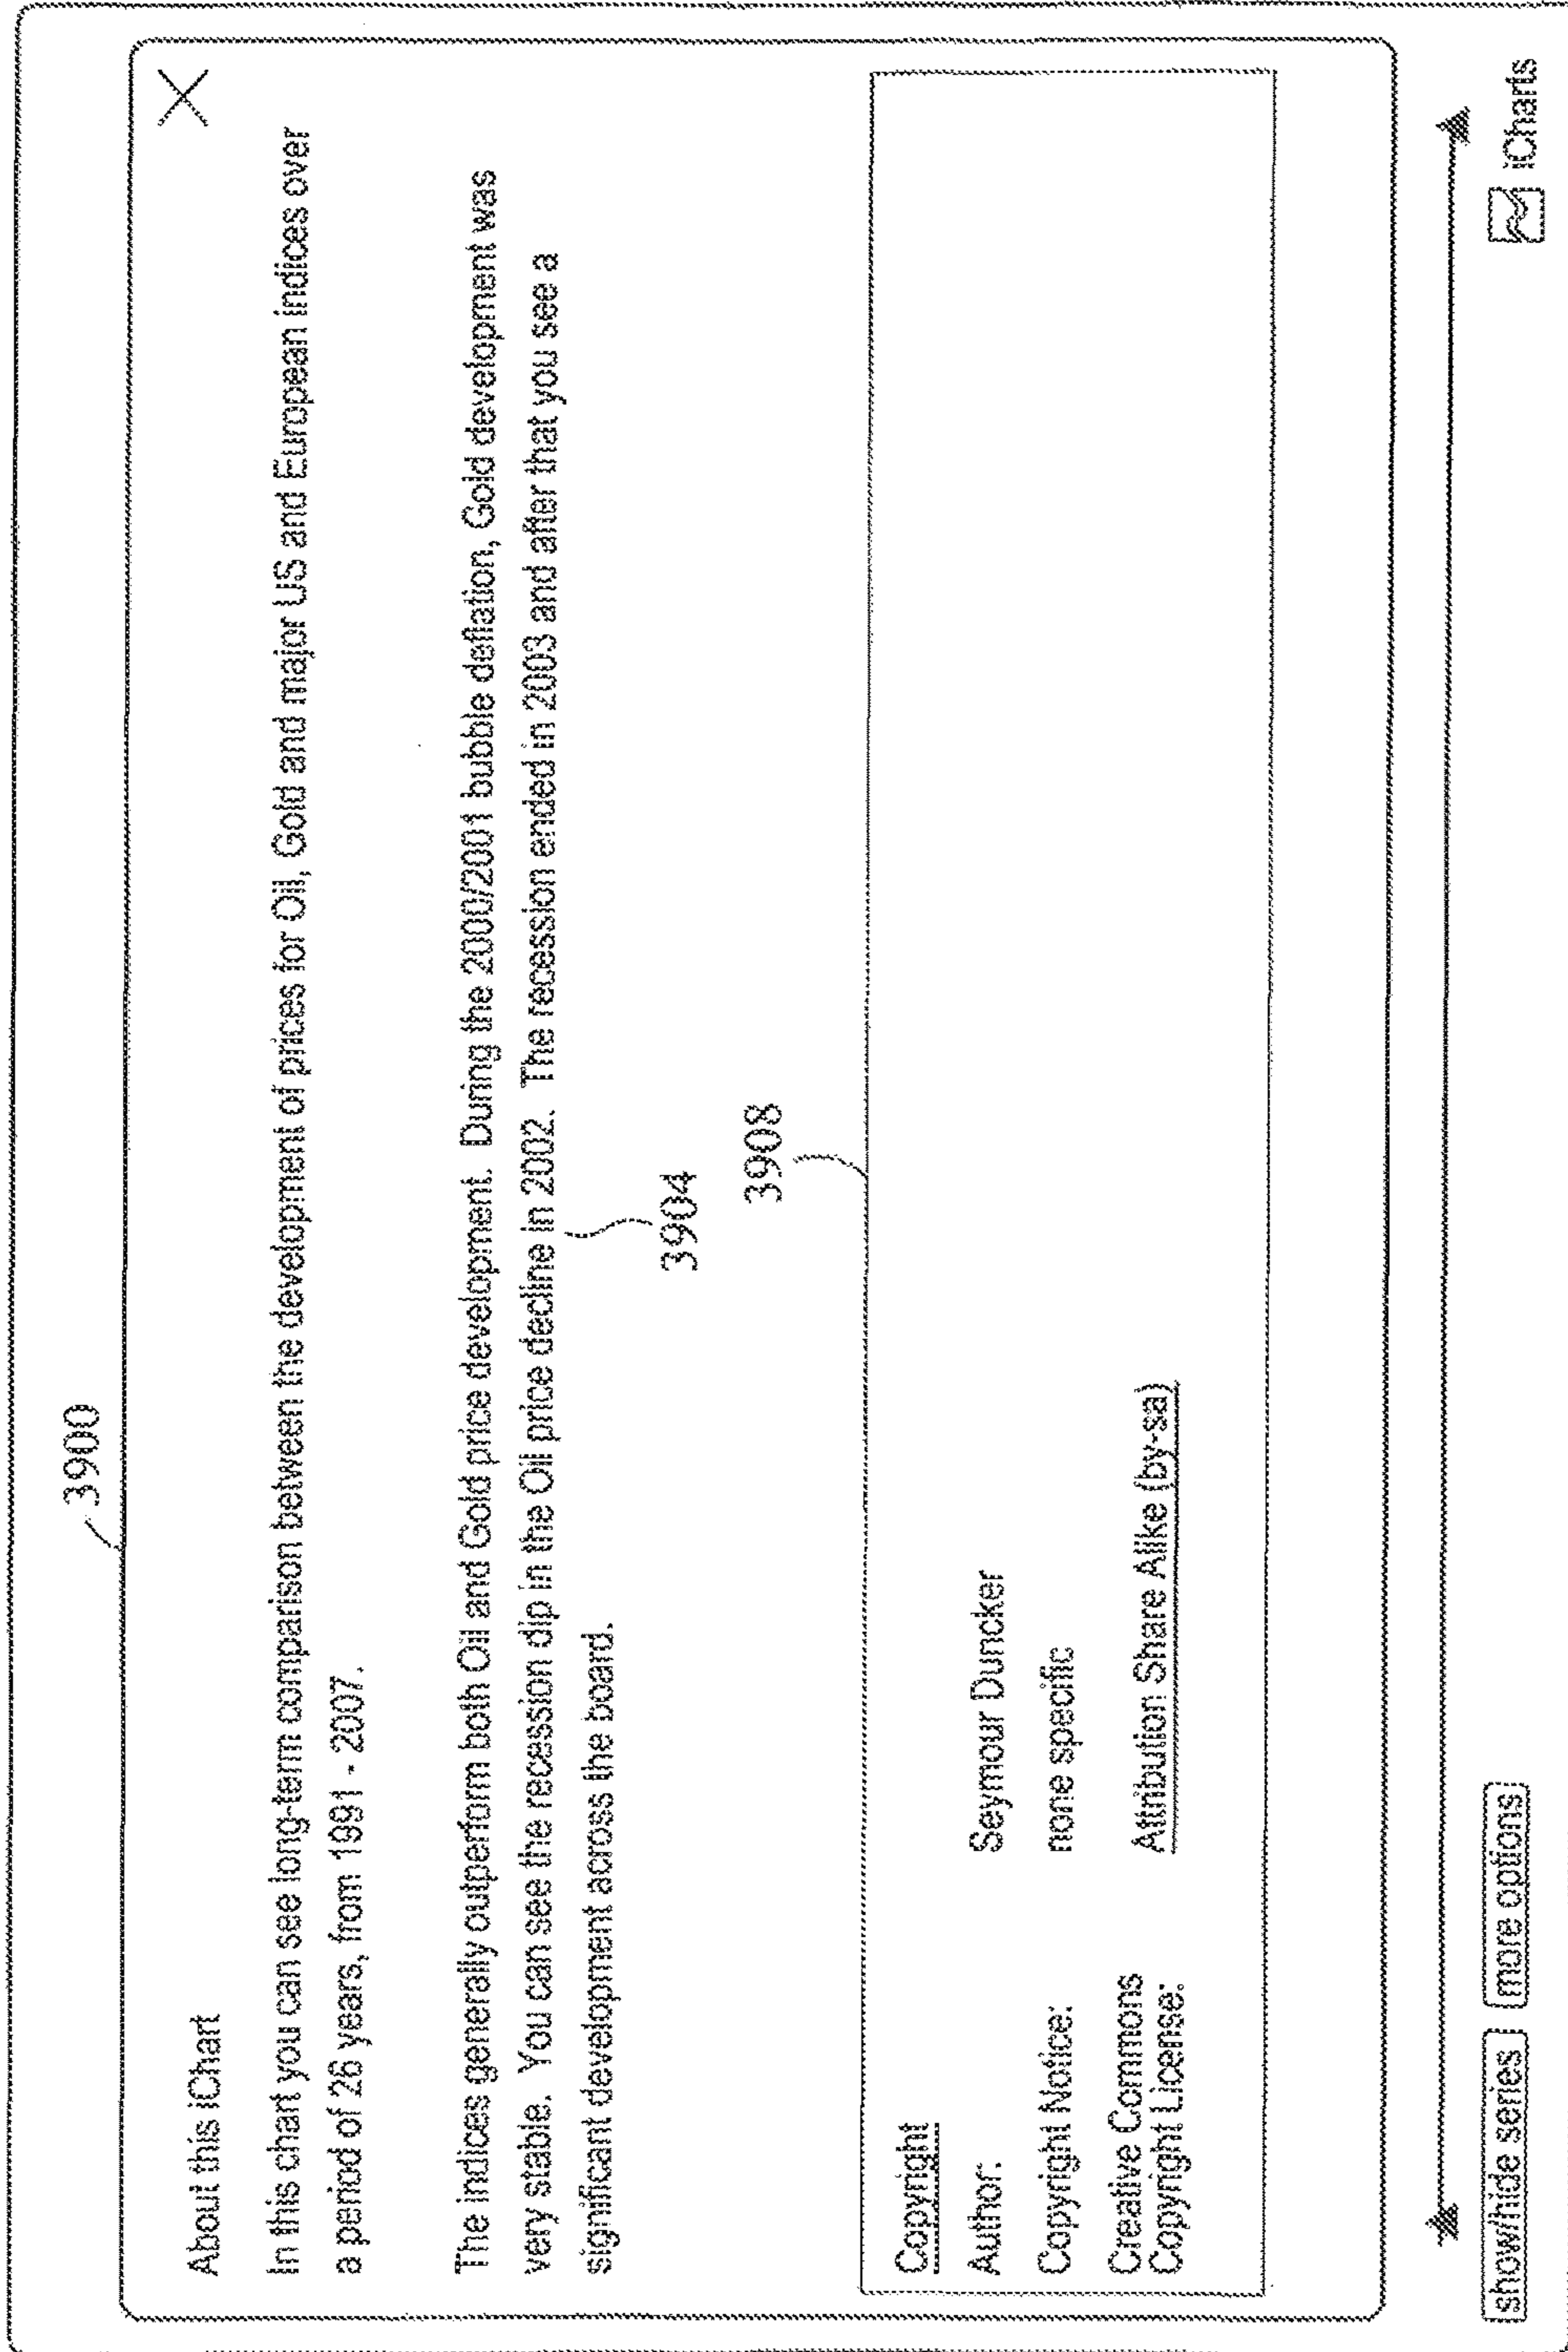 3900
About this iChart
In this chart you can see long-term comparison between the development of prices for Oil, Gold and major US and European indices over
a period of 26 years, from 1991 - 2007.
The indices generally outperform both Oil and Gold price development. During the 2000/2001 bubble deflation, Gold development was
very stable. You can see the recession dip in the Oil price decline in 2002. The recession ended in 2003 and after that you see a
significant development across the board.
3904
3908
Copyright
Author: Seymour Duncker
Copyright Notice: none specific
Creative Commons
Copyright License: Attribution Share Alike (by-sa)
show/hide series more options iCharts